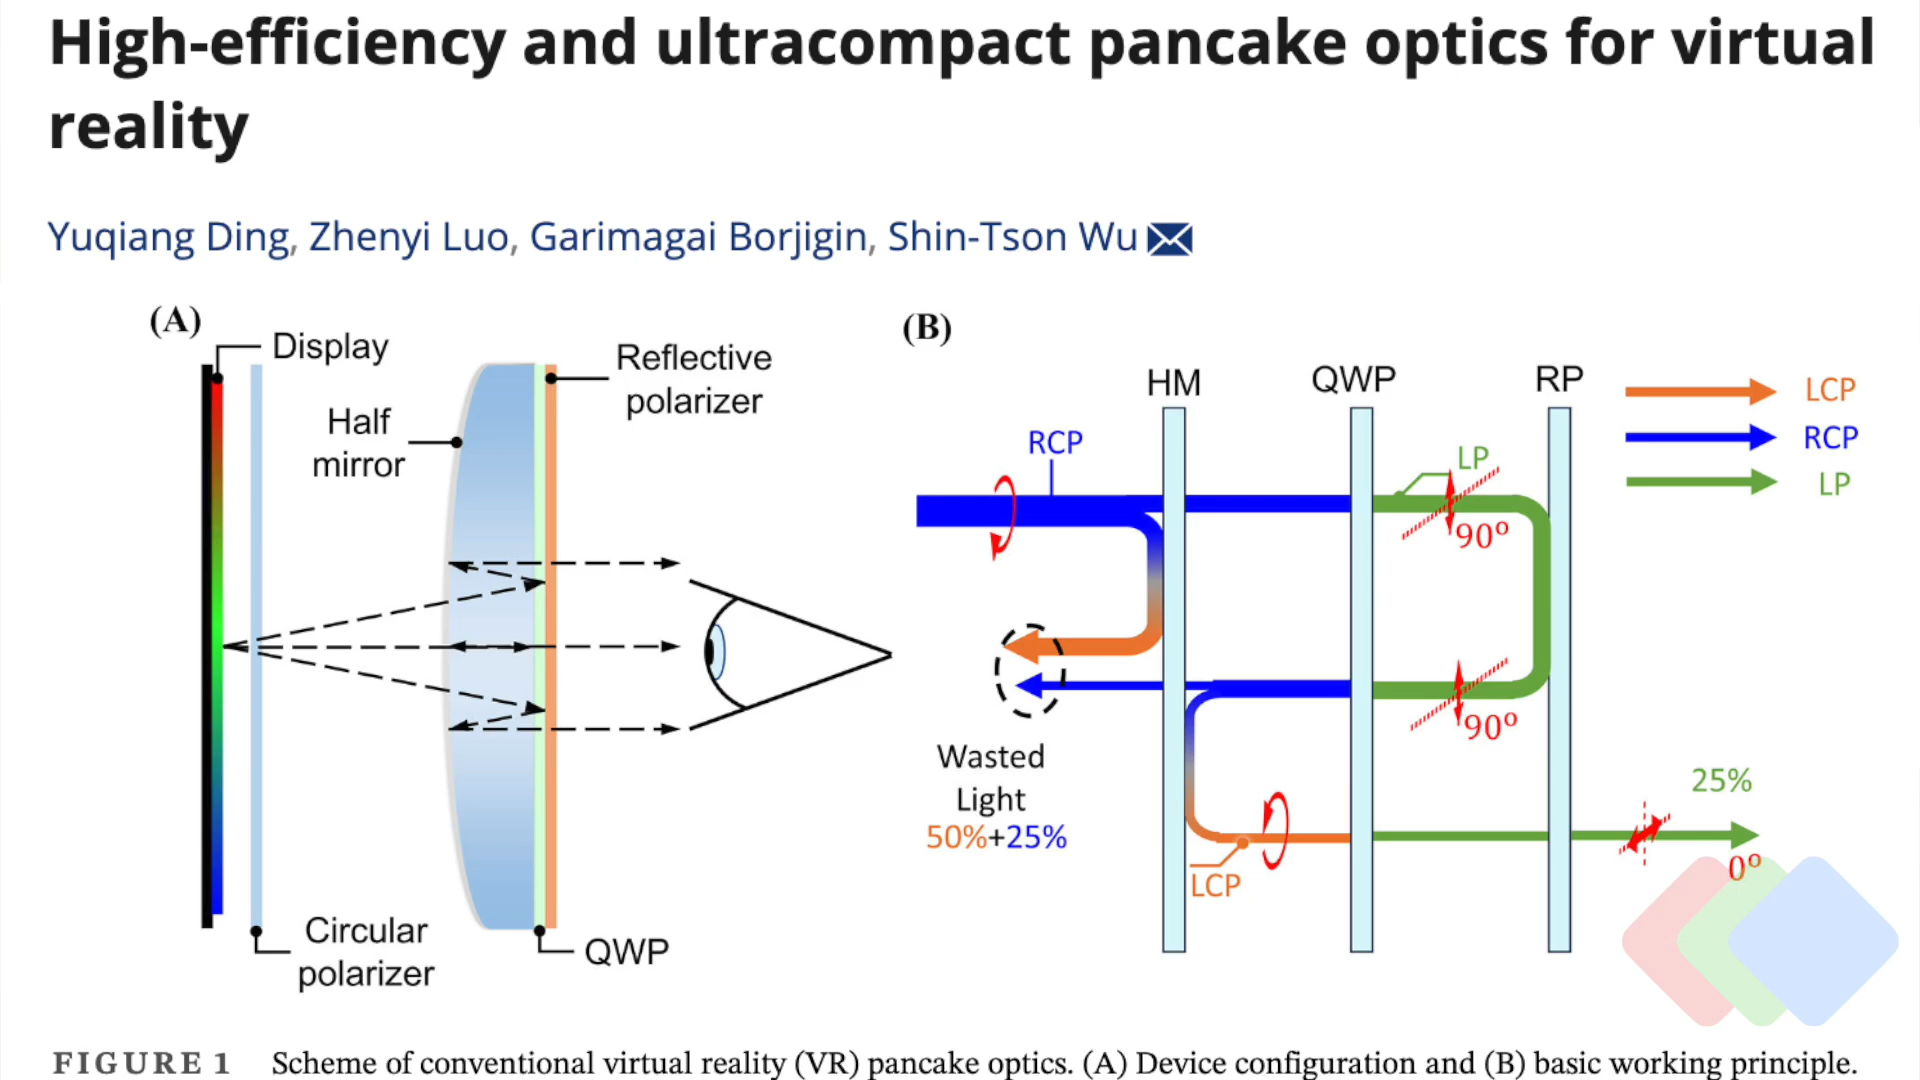 High-efficiency and ultracompact pancake optics for virtual
reality
Yuqiang Ding, Zhenyi Luo, Garimagai Borjigin, Shin-Tson Wu
(A)
Display
Reflective
polarizer
Half
mirror
Circular
polarizer
QWP
(B)
HM
QWP
RP
LCP
RCP
LP
RCP
LP
90°
90°
Wasted
Light
50%+25%
LCP
25%
0°
FIGURE 1 Scheme of conventional virtual reality (VR) pancake optics. (A) Device configuration and (B) basic working principle.